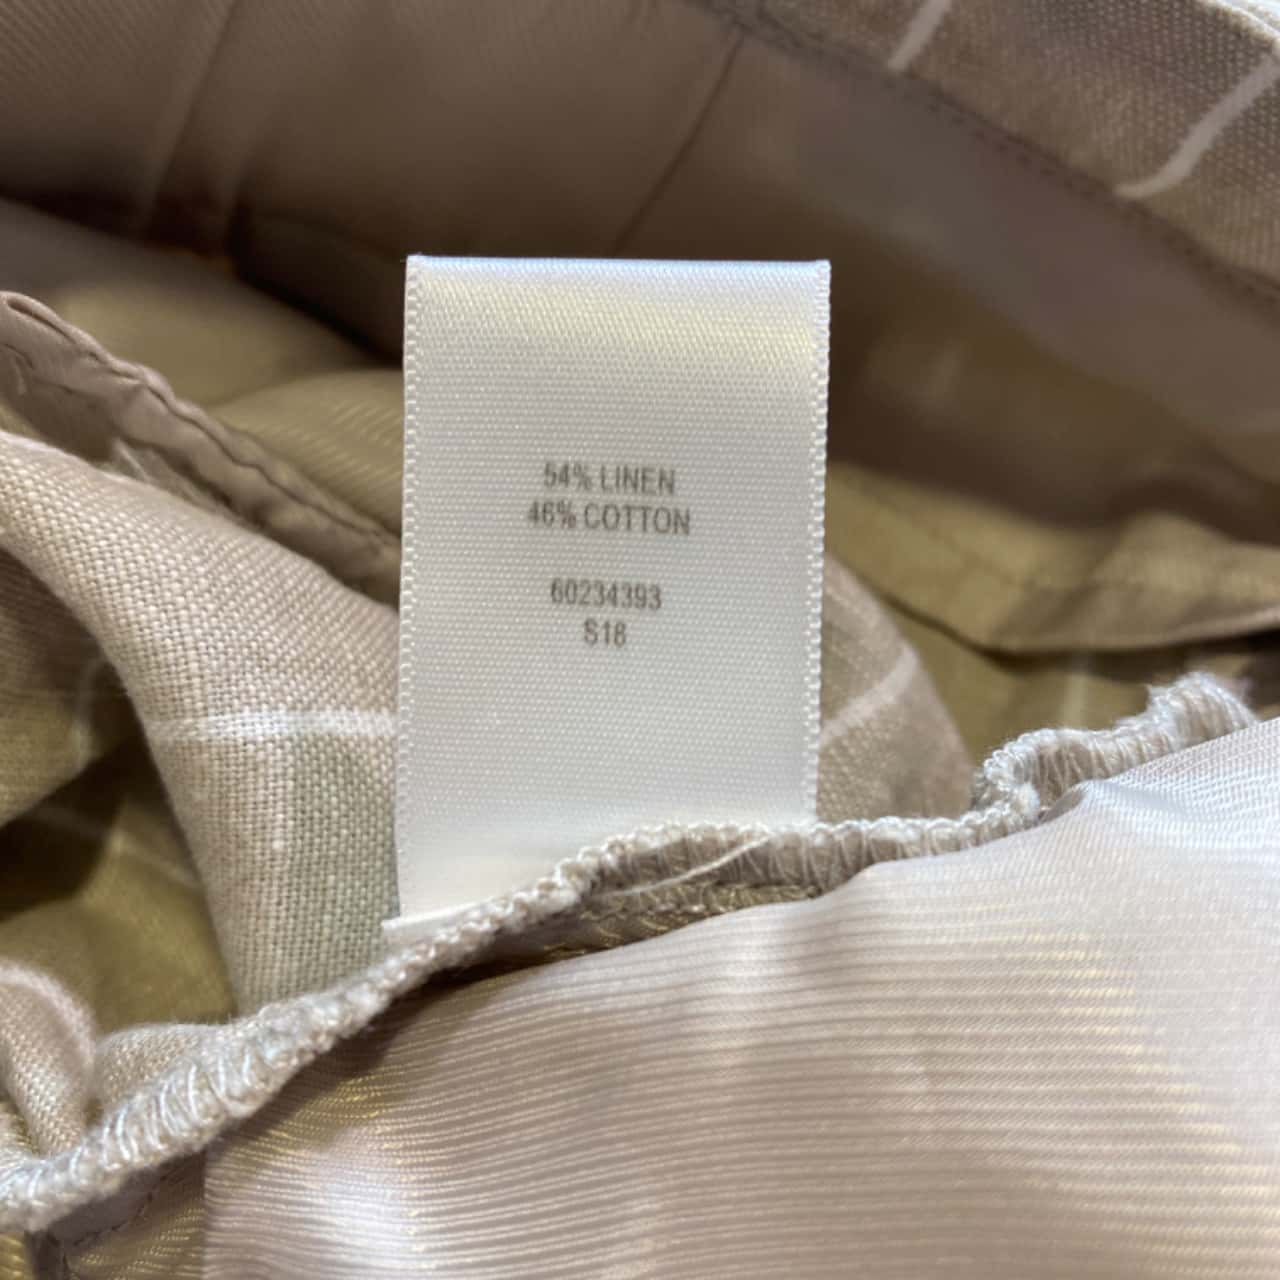 54% LINEN
46% COTTON
60234393
S18